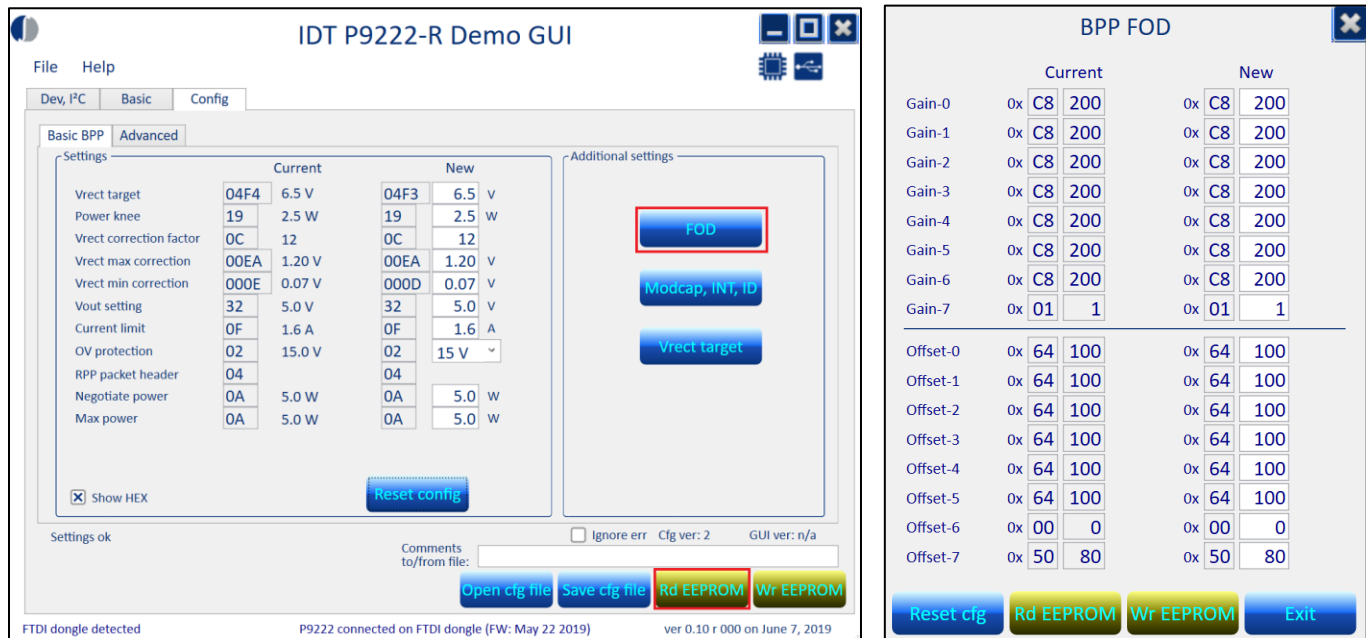 IDT P9222-R Demo GUI
File Help
Dev, I²C Basic Config
Basic BPP Advanced
Settings
Current New
Vrect target 04F4 6.5 V 04F3 6.5 V
Power knee 19 2.5 W 19 2.5 W
Vrect correction factor 0C 12 0C 12
Vrect max correction 00EA 1.20 V 00EA 1.20 V
Vrect min correction 000E 0.07 V 000D 0.07 V
Vout setting 32 5.0 V 32 5.0 V
Current limit 0F 1.6 A 0F 1.6 A
OV protection 02 15.0 V 02 15 V
RPP packet header 04 04
Negotiate power 0A 5.0 W 0A 5.0 W
Max power 0A 5.0 W 0A 5.0 W
Show HEX Reset config
Additional settings
FOD
Modcap, INT, ID
Vrect target
Settings ok
Ignore err Cfg ver: 2 GUI ver: n/a
Comments
to/from file:
Open cfg file Save cfg file Rd EEPROM Wr EEPROM
FTDI dongle detected P9222 connected on FTDI dongle (FW: May 22 2019) ver 0.10 r 000 on June 7, 2019
BPP FOD
Current New
Gain-0 0x C8 200 0x C8 200
Gain-1 0x C8 200 0x C8 200
Gain-2 0x C8 200 0x C8 200
Gain-3 0x C8 200 0x C8 200
Gain-4 0x C8 200 0x C8 200
Gain-5 0x C8 200 0x C8 200
Gain-6 0x C8 200 0x C8 200
Gain-7 0x 01 1 0x 01 1
Offset-0 0x 64 100 0x 64 100
Offset-1 0x 64 100 0x 64 100
Offset-2 0x 64 100 0x 64 100
Offset-3 0x 64 100 0x 64 100
Offset-4 0x 64 100 0x 64 100
Offset-5 0x 64 100 0x 64 100
Offset-6 0x 00 0 0x 00 0
Offset-7 0x 50 80 0x 50 80
Reset cfg Rd EEPROM Wr EEPROM Exit